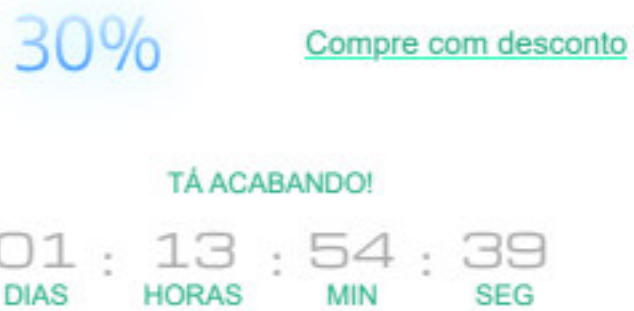 30% Compre com desconto
TÁ ACABANDO!
01 : 13 : 54 : 39
DIAS HORAS MIN SEG